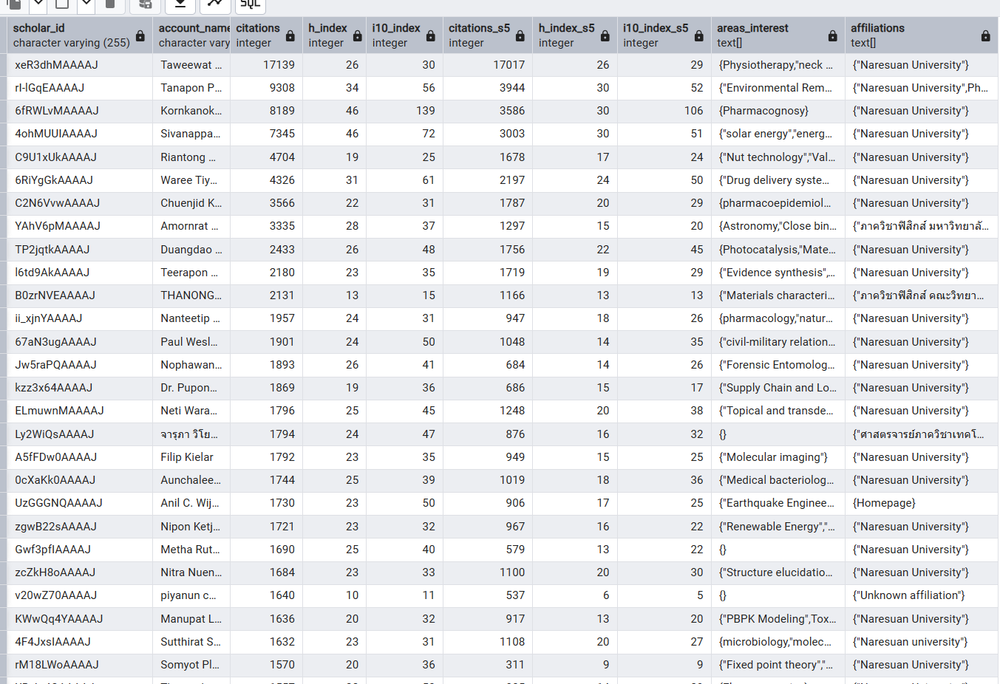 SQL
scholar_id account_name citations h_index i10_index citations_s5 h_index_s5 i10_index_s5 areas_interest affiliations
character varying (255) character vary integer integer integer integer integer integer text[] text[]
xeR3dhMAAAAJ Taweewat ... 17139 26 30 17017 26 29 {Physiotherapy,"neck ... {"Naresuan University"}
rI-lGqEAAAAJ Tanapon P... 9308 34 56 3944 30 52 {"Environmental Rem... {"Naresuan University",Ph...
6fRWLvMAAAAJ Kornkanok... 8189 46 139 3586 30 106 {Pharmacognosy} {"Naresuan University"}
4ohMUUIAAAAJ Sivanappa... 7345 46 72 3003 30 51 {"solar energy","energ... {"Naresuan University"}
C9U1xUkAAAAJ Riantong ... 4704 19 25 1678 17 24 {"Nut technology","Val... {"Naresuan University"}
6RiYgGkAAAAJ Waree Tiy... 4326 31 61 2197 24 50 {"Drug delivery syste... {"Naresuan University"}
C2N6VvwAAAAJ Chuenjid K... 3566 22 31 1787 20 29 {pharmacoepidemiol... {"Naresuan University"}
YAhV6pMAAAAJ Amornrat ... 3335 28 37 1297 15 20 {Astronomy,"Close bin... {"ภาควิชาฟิสิกส์ มหาวิทยาลั...
TP2jqtkAAAAJ Duangdao ... 2433 26 48 1756 22 45 {Photocatalysis,"Mate... {"Naresuan University"}
l6td9AkAAAAJ Teerapon ... 2180 23 35 1719 19 29 {"Evidence synthesis",... {"Naresuan University"}
B0zrNVEAAAAJ THANONG... 2131 13 15 1166 13 13 {"Materials characteri... {"ภาควิชาฟิสิกส์ คณะวิทยา...
ii_xjnYAAAAJ Nanteetip ... 1957 24 31 947 18 26 {pharmacology,"natur... {"Naresuan University"}
67aN3ugAAAAJ Paul Wesl... 1901 24 50 1048 14 35 {"civil-military relation... {"Naresuan University"}
Jw5raPQAAAAJ Nophawan... 1893 26 41 684 14 26 {"Forensic Entomolog... {"Naresuan University"}
kzz3x64AAAAJ Dr. Pupon... 1869 19 36 686 15 17 {"Supply Chain and Lo... {"Naresuan University"}
ELmuwnMAAAAJ Neti Wara... 1796 25 45 1248 20 38 {"Topical and transde... {"Naresuan University"}
Ly2WiQsAAAAJ จารุภา วิโย... 1794 24 47 876 16 32 {} {"ศาสตราจารย์ภาควิชาเทคโ...
A5fFDw0AAAAJ Filip Kielar 1792 23 35 949 15 25 {"Molecular imaging"} {"Naresuan University"}
0cXaKk0AAAAJ Aunchalee... 1744 25 39 1019 18 36 {"Medical bacteriolog... {"Naresuan University"}
UzGGGNQAAAAJ Anil C. Wij... 1730 23 50 906 17 25 {"Earthquake Enginee... {Homepage}
zgwB22sAAAAJ Nipon Ketj... 1721 23 32 967 16 22 {"Renewable Energy","... {"Naresuan University"}
Gwf3pfIAAAAJ Metha Rut... 1690 25 40 579 13 22 {} {"Naresuan University"}
zcZkH8oAAAAJ Nitra Nuen... 1684 23 33 1100 20 30 {"Structure elucidatio... {"Naresuan University"}
v20wZ70AAAAJ piyanun c... 1640 10 11 537 6 5 {} {"Unknown affiliation"}
KWwQq4YAAAAJ Manupat L... 1636 20 32 917 13 20 {"PBPK Modeling",Tox... {"Naresuan University"}
4F4JxsIAAAAJ Sutthirat S... 1632 23 31 1108 20 27 {microbiology,"molec... {"Naresuan university"}
rM18LWoAAAAJ Somyot Pl... 1570 20 36 311 9 9 {"Fixed point theory","... {"Naresuan University"}